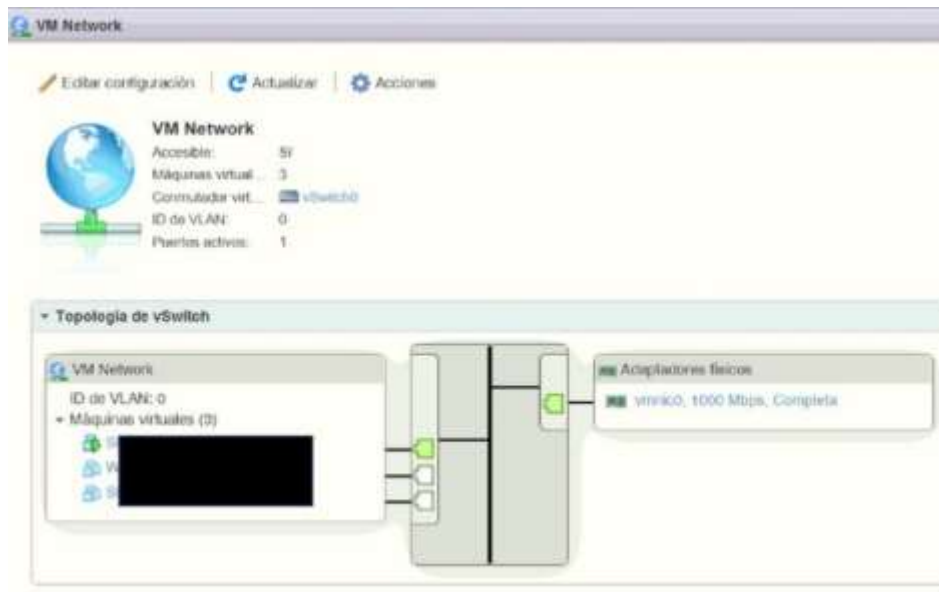 VM Network
Editar configuración | Actualizar | Acciones
VM Network
Accesible: Sí
Máquinas virtual... 3
Conmutador virt... vSwitch0
ID de VLAN: 0
Puertos activos: 1
Topología de vSwitch
VM Network
ID de VLAN: 0
Máquinas virtuales (3)
S
W
S
Adaptadores físicos
vmnic0, 1000 Mbps, Completa